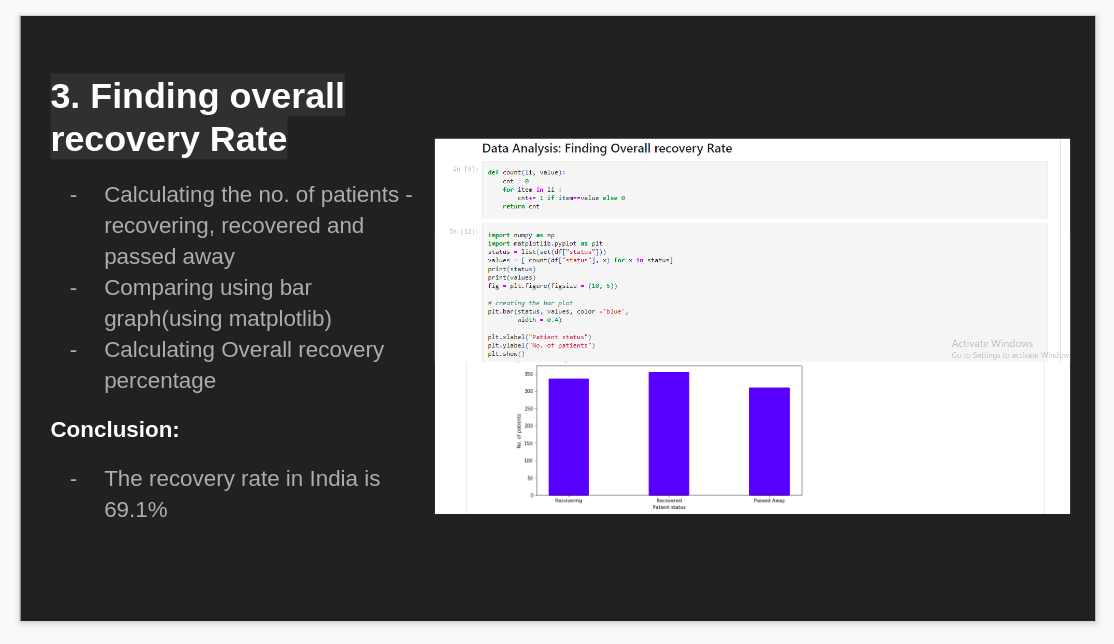 3. Finding overall
recovery Rate
- Calculating the no. of patients -
recovering, recovered and
passed away
- Comparing using bar
graph(using matplotlib)
- Calculating Overall recovery
percentage
Conclusion:
- The recovery rate in India is
69.1%
Data Analysis: Finding Overall recovery Rate
In [9]:
def count(li, value):
cnt = 0
for item in li :
cnt+= 1 if item==value else 0
return cnt
In [12]:
import numpy as np
import matplotlib.pyplot as plt
status = list(set(df["status"]))
values = [ count(df["status"], x) for x in status]
print(status)
print(values)
fig = plt.figure(figsize = (10, 5))
# creating the bar plot
plt.bar(status, values, color ='blue',
width = 0.4)
plt.xlabel("Patient status")
plt.ylabel("No. of patients")
plt.show()
Activate Windows
Go to Settings to activate Window
350
300
250
200
150
100
50
0
No. of patients
Recovering Recovered Passed Away
Patient status